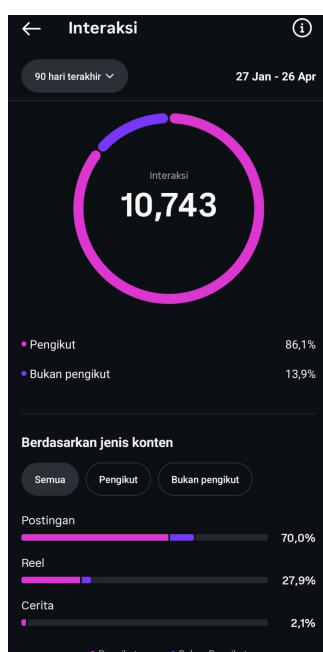 Interaksi
90 hari terakhir
27 Jan - 26 Apr
Interaksi
10,743
Pengikut
86,1%
Bukan pengikut
13,9%
Berdasarkan jenis konten
Semua
Pengikut
Bukan pengikut
Postingan
70,0%
Reel
27,9%
Cerita
2,1%